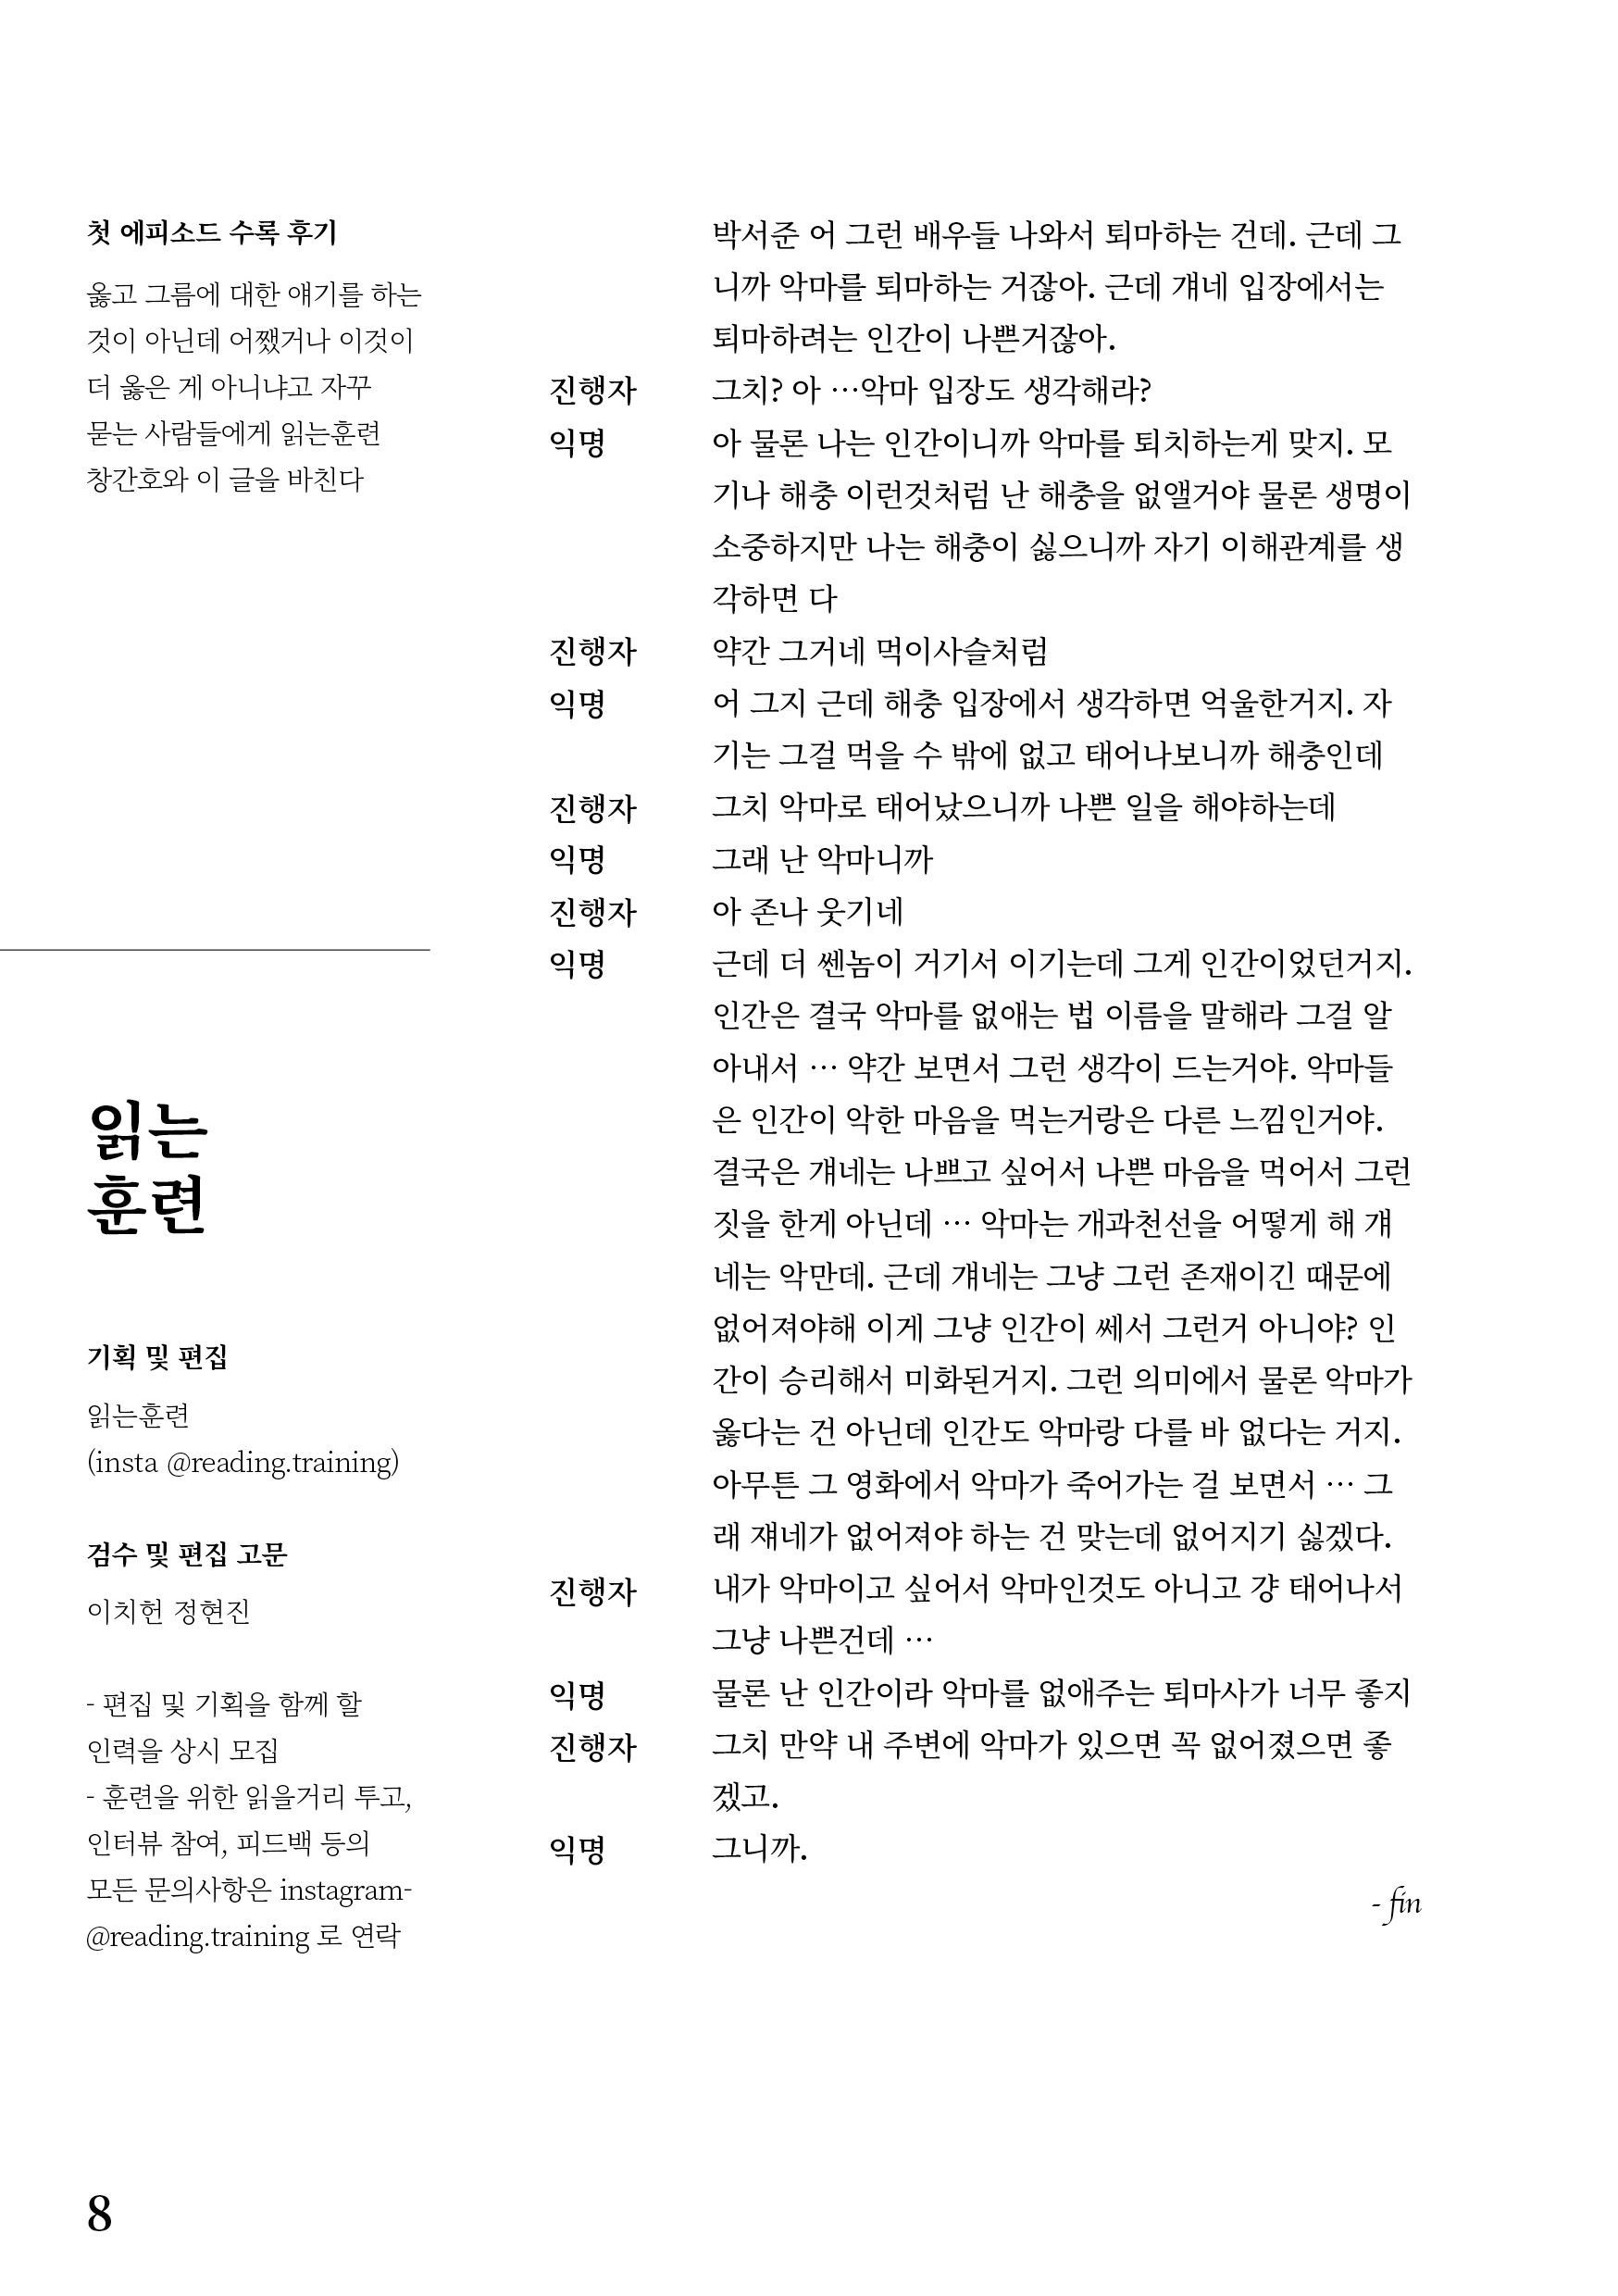 첫 에피소드 수록 후기
옳고 그름에 대한 얘기를 하는
것이 아닌데 어쨌거나 이것이
더 옳은 게 아니냐고 자꾸
묻는 사람들에게 읽는훈련
창간호와 이 글을 바친다
읽는
훈련
기획 및 편집
읽는훈련
(insta @reading.training)
검수 및 편집 고문
이치헌 정현진
- 편집 및 기획을 함께 할
인력을 상시 모집
- 훈련을 위한 읽을거리 투고,
인터뷰 참여, 피드백 등의
모든 문의사항은 instagram-
@reading.training 로 연락
박서준 어 그런 배우들 나와서 퇴마하는 건데. 근데 그
니까 악마를 퇴마하는 거잖아. 근데 걔네 입장에서는
퇴마하려는 인간이 나쁜거잖아.
진행자 그치? 아 …악마 입장도 생각해라?
익명 아 물론 나는 인간이니까 악마를 퇴치하는게 맞지. 모
기나 해충 이런것처럼 난 해충을 없앨거야 물론 생명이
소중하지만 나는 해충이 싫으니까 자기 이해관계를 생
각하면 다
진행자 약간 그거네 먹이사슬처럼
익명 어 그지 근데 해충 입장에서 생각하면 억울한거지. 자
기는 그걸 먹을 수 밖에 없고 태어나보니까 해충인데
진행자 그치 악마로 태어났으니까 나쁜 일을 해야하는데
익명 그래 난 악마니까
진행자 아 존나 웃기네
익명 근데 더 쎈놈이 거기서 이기는데 그게 인간이었던거지.
인간은 결국 악마를 없애는 법 이름을 말해라 그걸 알
아내서 … 약간 보면서 그런 생각이 드는거야. 악마들
은 인간이 악한 마음을 먹는거랑은 다른 느낌인거야.
결국은 걔네는 나쁘고 싶어서 나쁜 마음을 먹어서 그런
짓을 한게 아닌데 … 악마는 개과천선을 어떻게 해 걔
네는 악만데. 근데 걔네는 그냥 그런 존재이긴 때문에
없어져야해 이게 그냥 인간이 쎄서 그런거 아니야? 인
간이 승리해서 미화된거지. 그런 의미에서 물론 악마가
옳다는 건 아닌데 인간도 악마랑 다를 바 없다는 거지.
아무튼 그 영화에서 악마가 죽어가는 걸 보면서 … 그
래 쟤네가 없어져야 하는 건 맞는데 없어지기 싫겠다.
진행자 내가 악마이고 싶어서 악마인것도 아니고 걍 태어나서
그냥 나쁜건데 …
익명 물론 난 인간이라 악마를 없애주는 퇴마사가 너무 좋지
진행자 그치 만약 내 주변에 악마가 있으면 꼭 없어졌으면 좋
겠고.
익명 그니까.
- fin
8